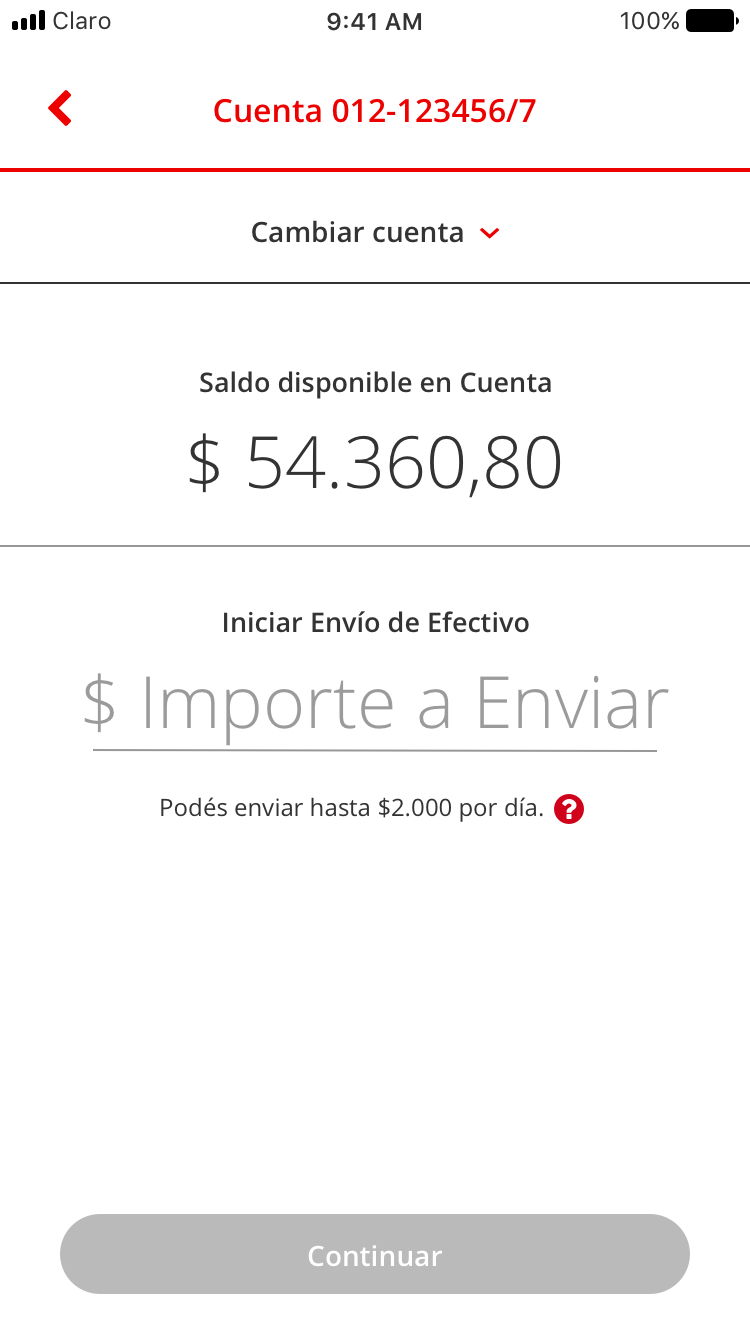 Claro 9:41 AM 100%
Cuenta 012-123456/7
Cambiar cuenta
Saldo disponible en Cuenta
$ 54.360,80
Iniciar Envío de Efectivo
$ Importe a Enviar
Podés enviar hasta $2.000 por día. ?
Continuar